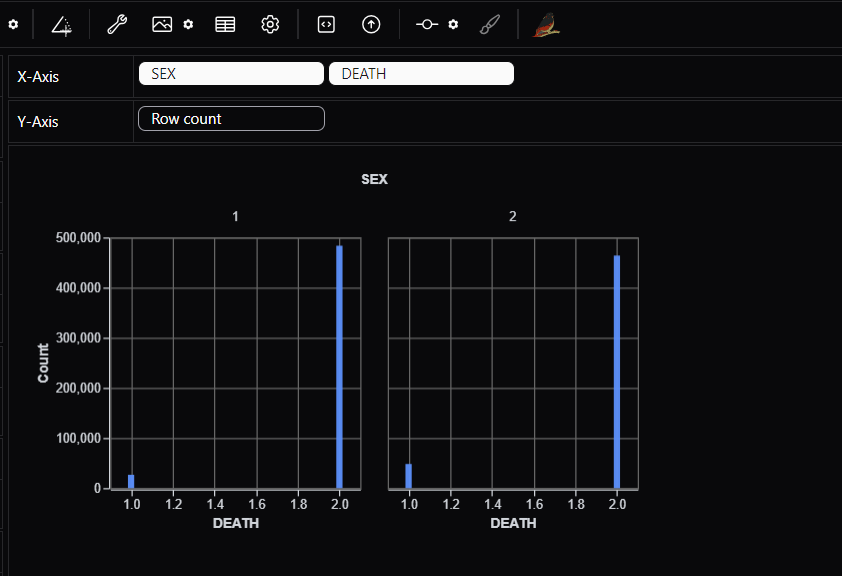 X-Axis
SEX
DEATH
Y-Axis
Row count
SEX
1
2
500,000
400,000
300,000
200,000
100,000
0
Count
1.0 1.2 1.4 1.6 1.8 2.0
1.0 1.2 1.4 1.6 1.8 2.0
DEATH
DEATH